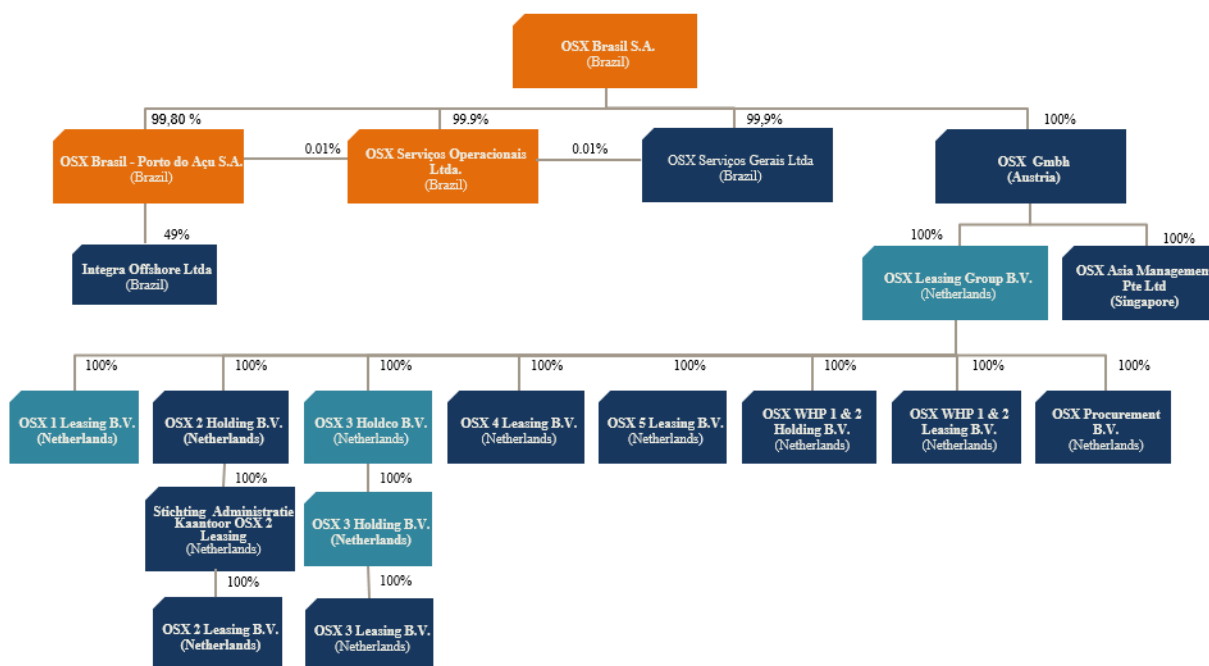 OSX Brasil S.A.
(Brazil)
99,80 %
99.9%
99,9%
100%
OSX Brasil - Porto do Açu S.A.
(Brazil)
0.01%
OSX Serviços Operacionais
Ltda.
(Brazil)
0.01%
OSX Serviços Gerais Ltda
(Brazil)
OSX Gmbh
(Austria)
49%
100%
100%
Integra Offshore Ltda
(Brazil)
OSX Leasing Group B.V.
(Netherlands)
OSX Asia Managemen
Pte Ltd
(Singapore)
100%
100%
100%
100%
100%
100%
100%
100%
OSX 1 Leasing B.V.
(Netherlands)
OSX 2 Holding B.V.
(Netherlands)
OSX 3 Holdco B.V.
(Netherlands)
OSX 4 Leasing B.V.
(Netherlands)
OSX 5 Leasing B.V.
(Netherlands)
OSX WHP 1 & 2
Holding B.V.
(Netherlands)
OSX WHP 1 & 2
Leasing B.V.
(Netherlands)
OSX Procurement
B.V.
(Netherlands)
100%
100%
Stichting Administratie
Kaantoor OSX 2
Leasing
(Netherlands)
OSX 3 Holding B.V.
(Netherlands)
100%
100%
OSX 2 Leasing B.V.
(Netherlands)
OSX 3 Leasing B.V.
(Netherlands)